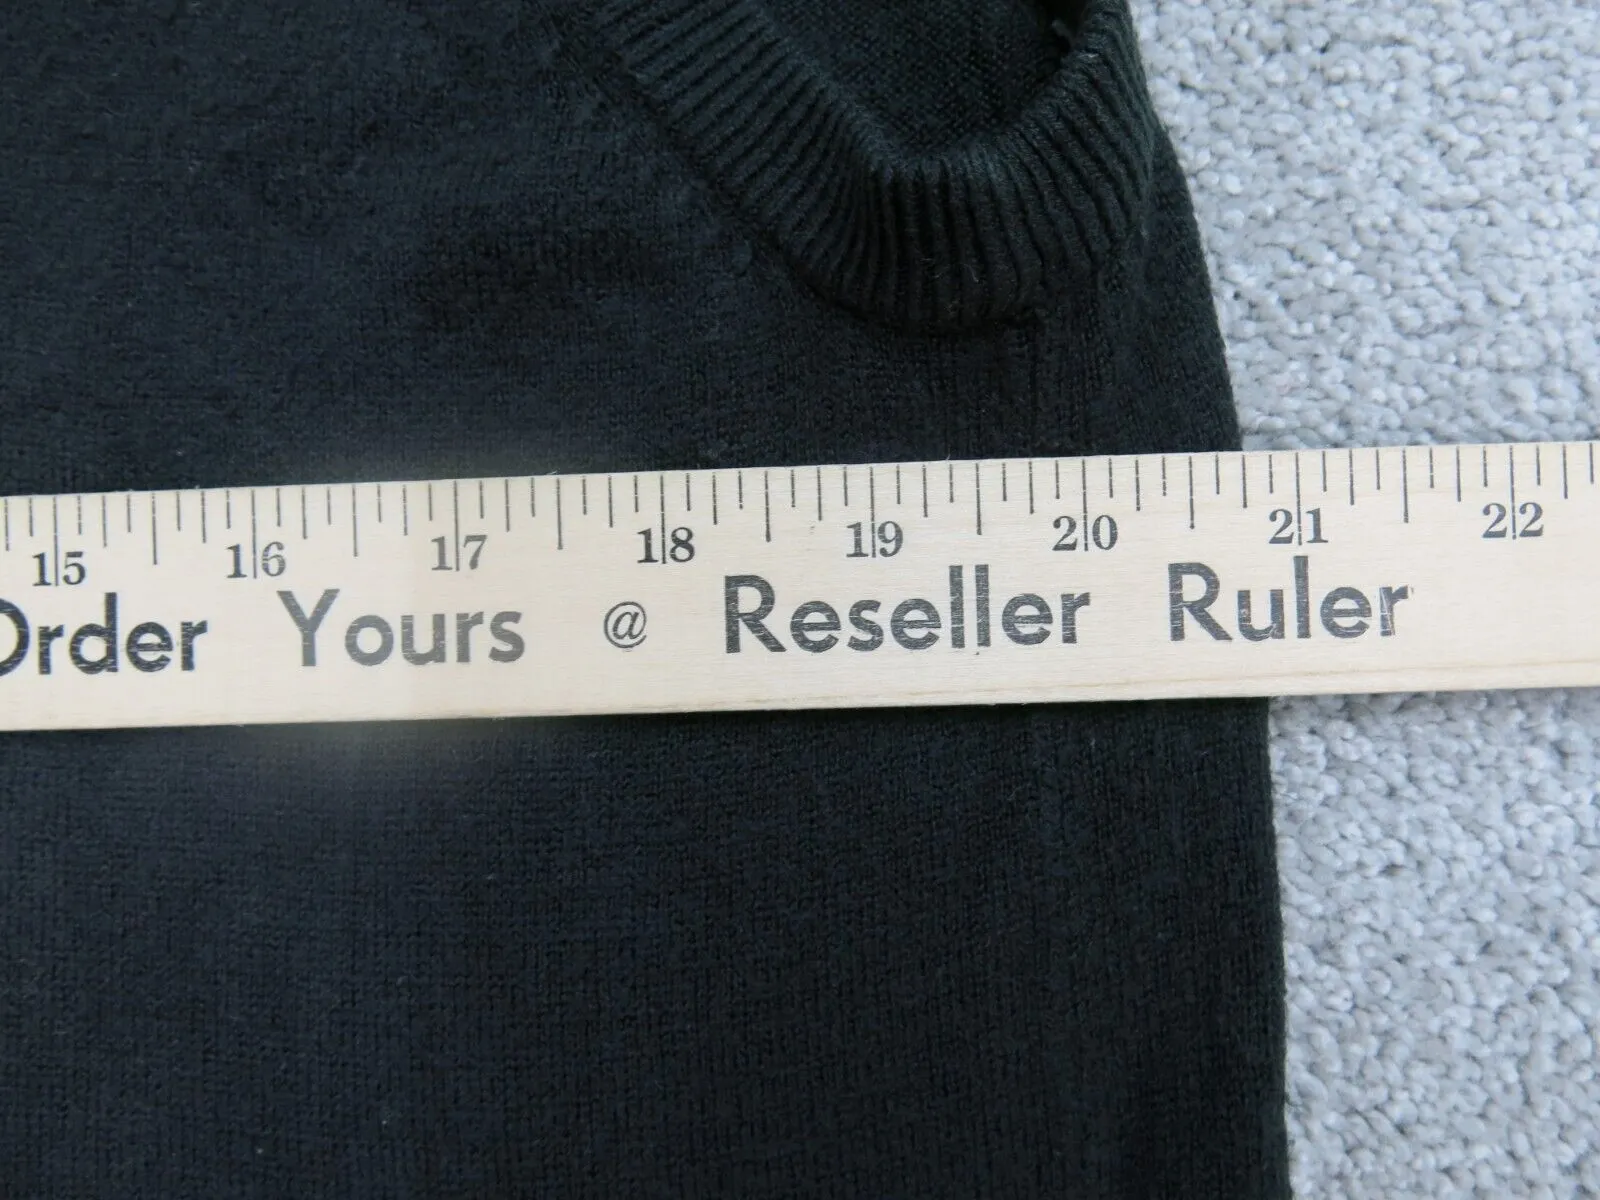 15 16 17 18 19 20 21 22
Order Yours @ Reseller Ruler